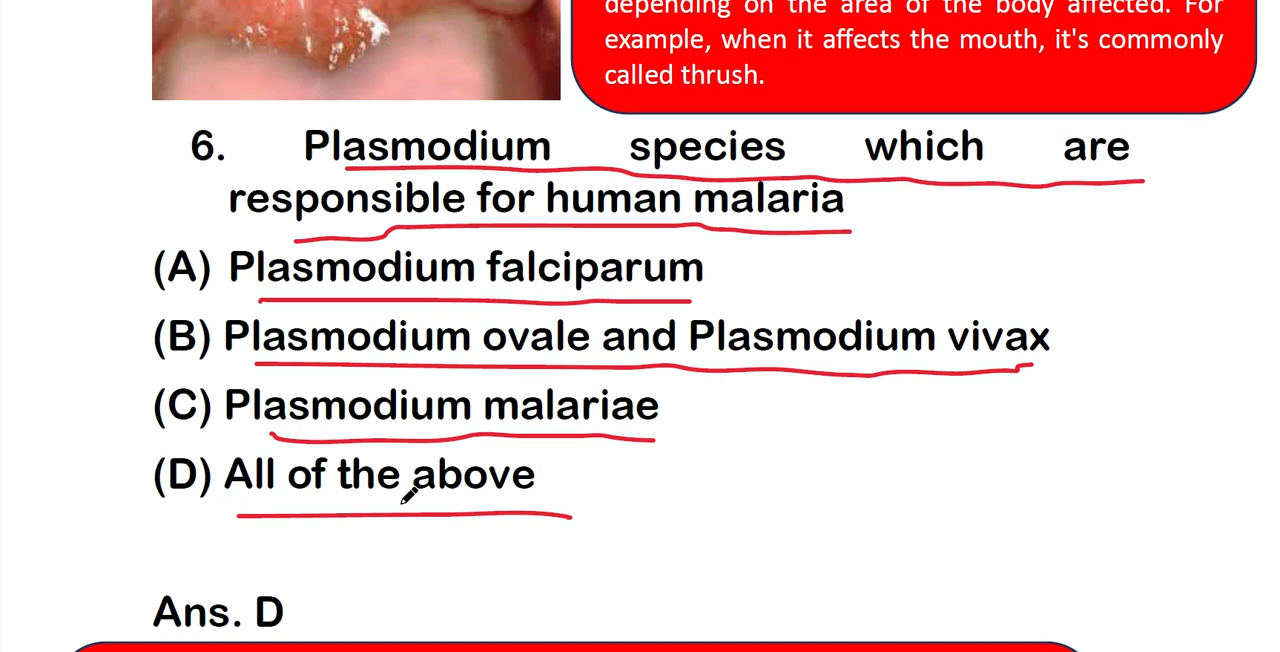 depending on the area of the body affected. For
example, when it affects the mouth, it's commonly
called thrush.
6. Plasmodium species which are
responsible for human malaria
(A) Plasmodium falciparum
(B) Plasmodium ovale and Plasmodium vivax
(C) Plasmodium malariae
(D) All of the above
Ans. D